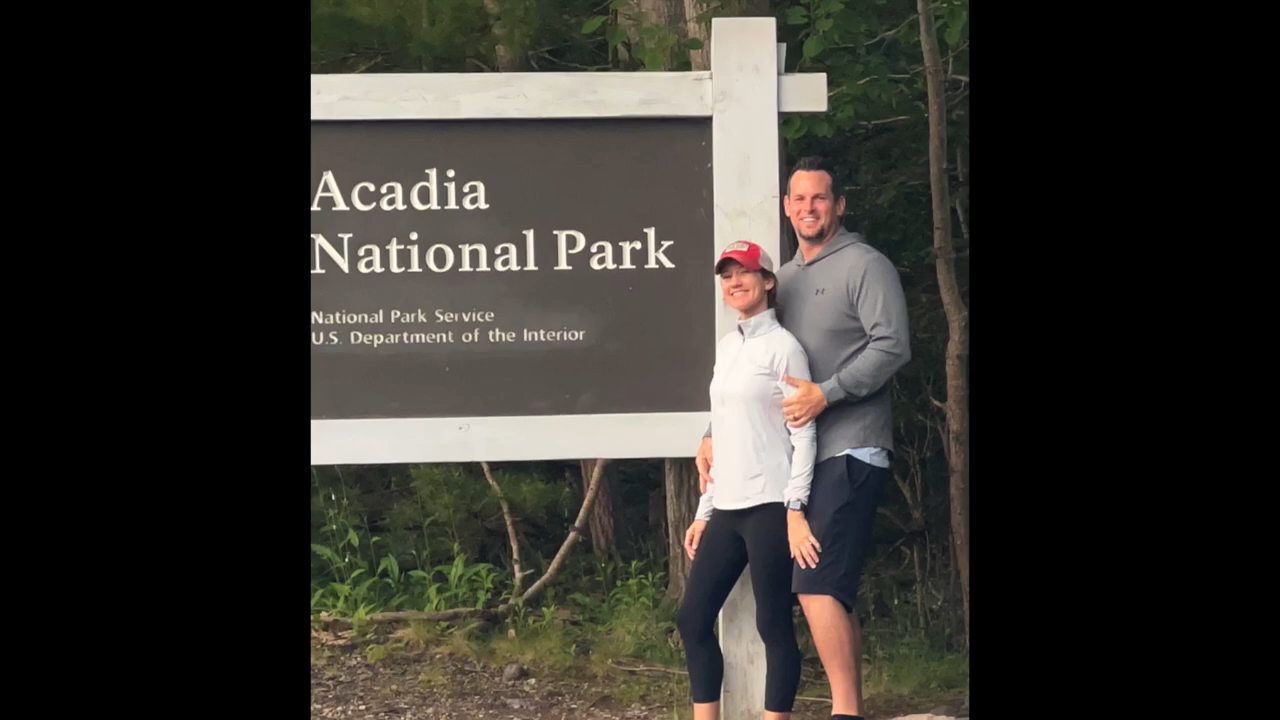 Acadia
National Park
National Park Service
U.S. Department of the Interior